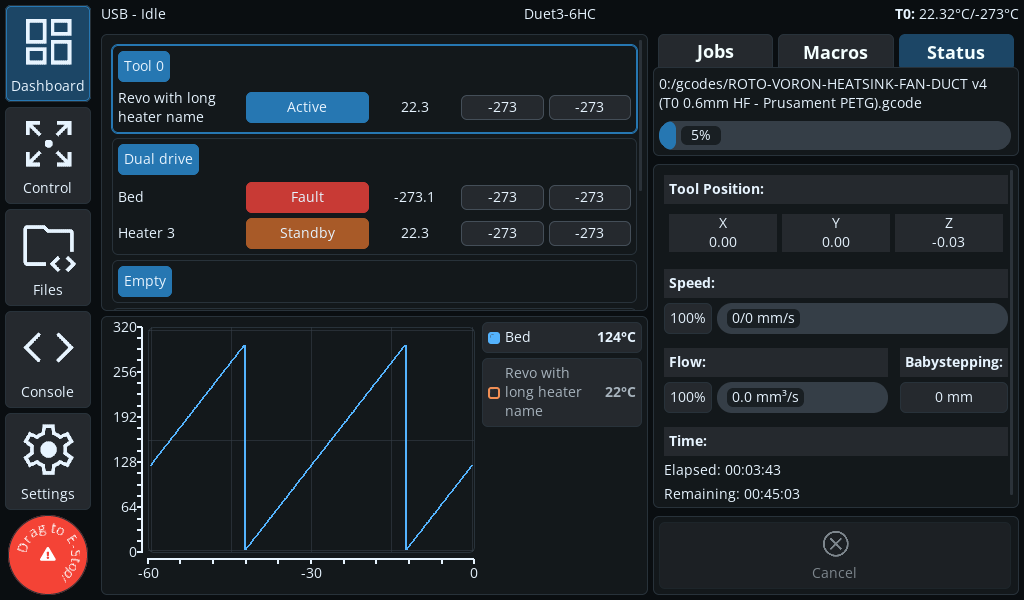 USB - Idle
Duet3-6HC
T0: 22.32°C/-273°C
Dashboard
Control
Files
Console
Settings
Drag to E-Stop!
Tool 0
Revo with long
heater name
Active
22.3
-273
-273
Dual drive
Bed
Fault
-273.1
-273
-273
Heater 3
Standby
22.3
-273
-273
Empty
320
256
192
128
64
0
-60
-30
0
Bed
124°C
Revo with
long heater
name
22°C
Jobs
Macros
Status
0:/gcodes/ROTO-VORON-HEATSINK-FAN-DUCT v4
(T0 0.6mm HF - Prusament PETG).gcode
5%
Tool Position:
X
0.00
Y
0.00
Z
-0.03
Speed:
100%
0/0 mm/s
Flow:
100%
0.0 mm³/s
Babystepping:
0 mm
Time:
Elapsed: 00:03:43
Remaining: 00:45:03
Cancel